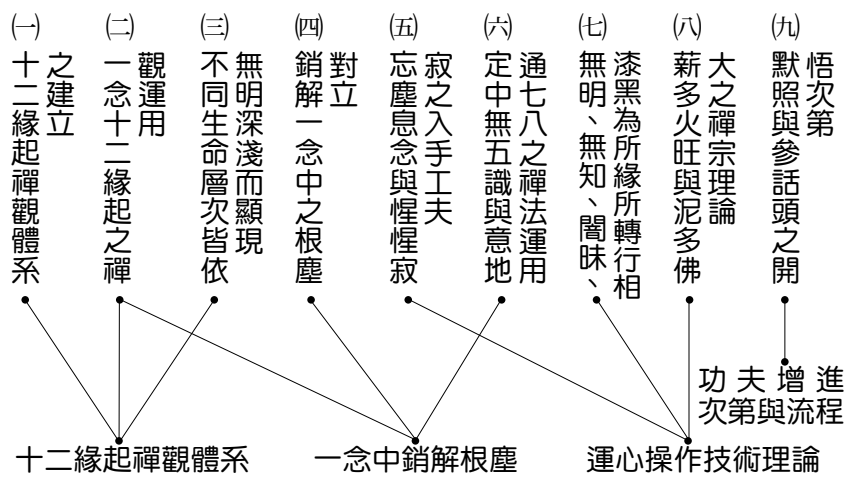 ㈠
十二緣起禪觀體系
之建立
㈡
一念十二緣起之禪
觀運用
㈢
不同生命層次皆依
無明深淺而顯現
㈣
銷解一念中之根塵
對立
㈤
忘塵息念與惺惺寂
寂之入手工夫
㈥
定中無五識與意地
通七八之禪法運用
㈦
無明、無知、闇昧、
漆黑為所緣所轉行相
㈧
薪多火旺與泥多佛
大之禪宗理論
㈨
默照與參話頭之開
悟次第
功夫增進
次第與流程
十二緣起禪觀體系
一念中銷解根塵
運心操作技術理論